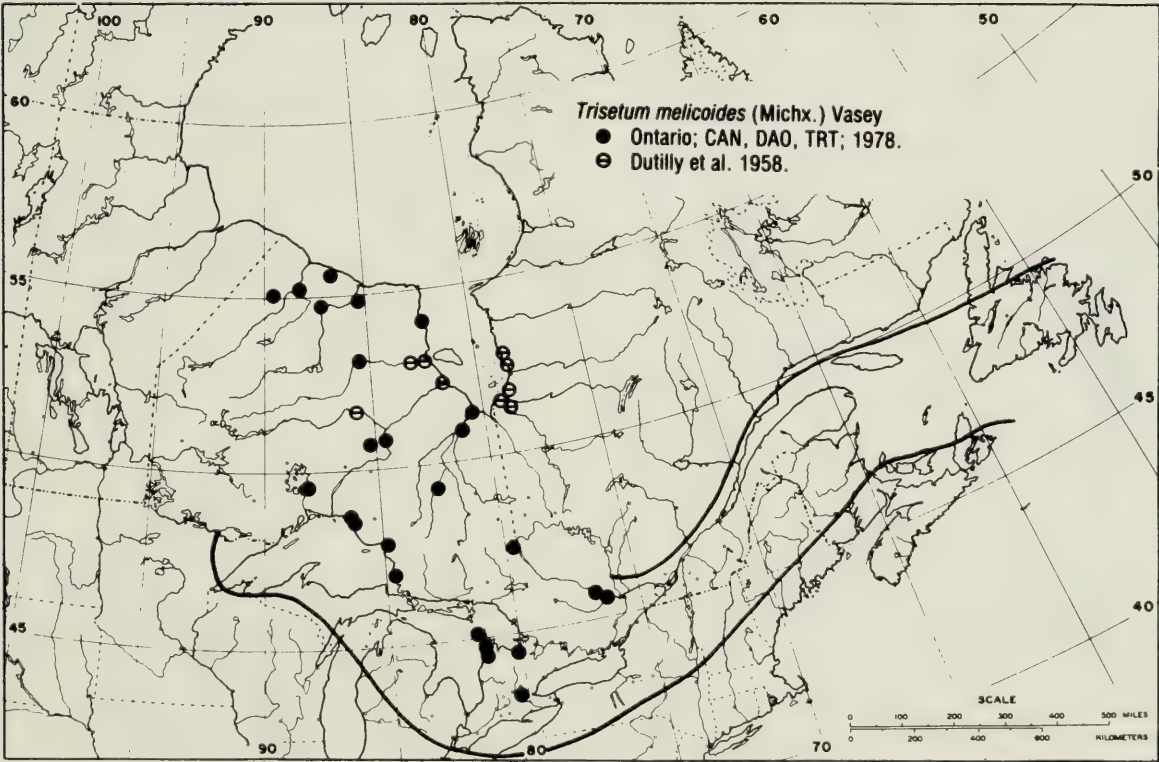 100 90 80 70 60 50
60
Trisetum melicoides (Michx.) Vasey
● Ontario; CAN, DAO, TRT; 1978.
⊖ Dutilly et al. 1958.
50
55
45
40
45
SCALE
0 100 200 300 400 500 MILES
0 200 400 600 KILOMETERS
90 80 70